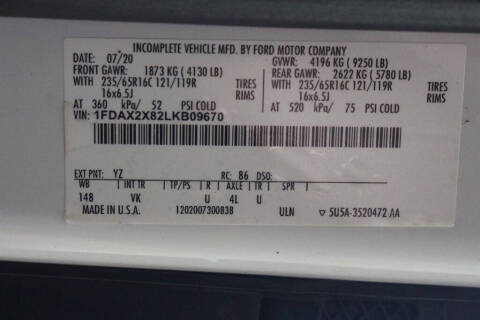 INCOMPLETE VEHICLE MFD. BY FORD MOTOR COMPANY
DATE: 07/20 GVWR: 4196 KG ( 9250 LB)
FRONT GAWR: 1873 KG ( 4130 LB) REAR GAWR: 2622 KG ( 5780 LB)
WITH 235/65R16C 121/119R TIRES WITH 235/65R16C 121/119R TIRES
16x6.5J RIMS 16x6.5J RIMS
AT 360 kPa/ 52 PSI COLD AT 520 kPa/ 75 PSI COLD
VIN: 1FDAX2X82LKB09670
EXT PNT: YZ RC: 86 DSO:
WB INT TR TP/PS R AXLE TR SPR
148 VK U 4L U
MADE IN U.S.A. 1202007300838 ULN ▽ 5U5A-3520472 AA